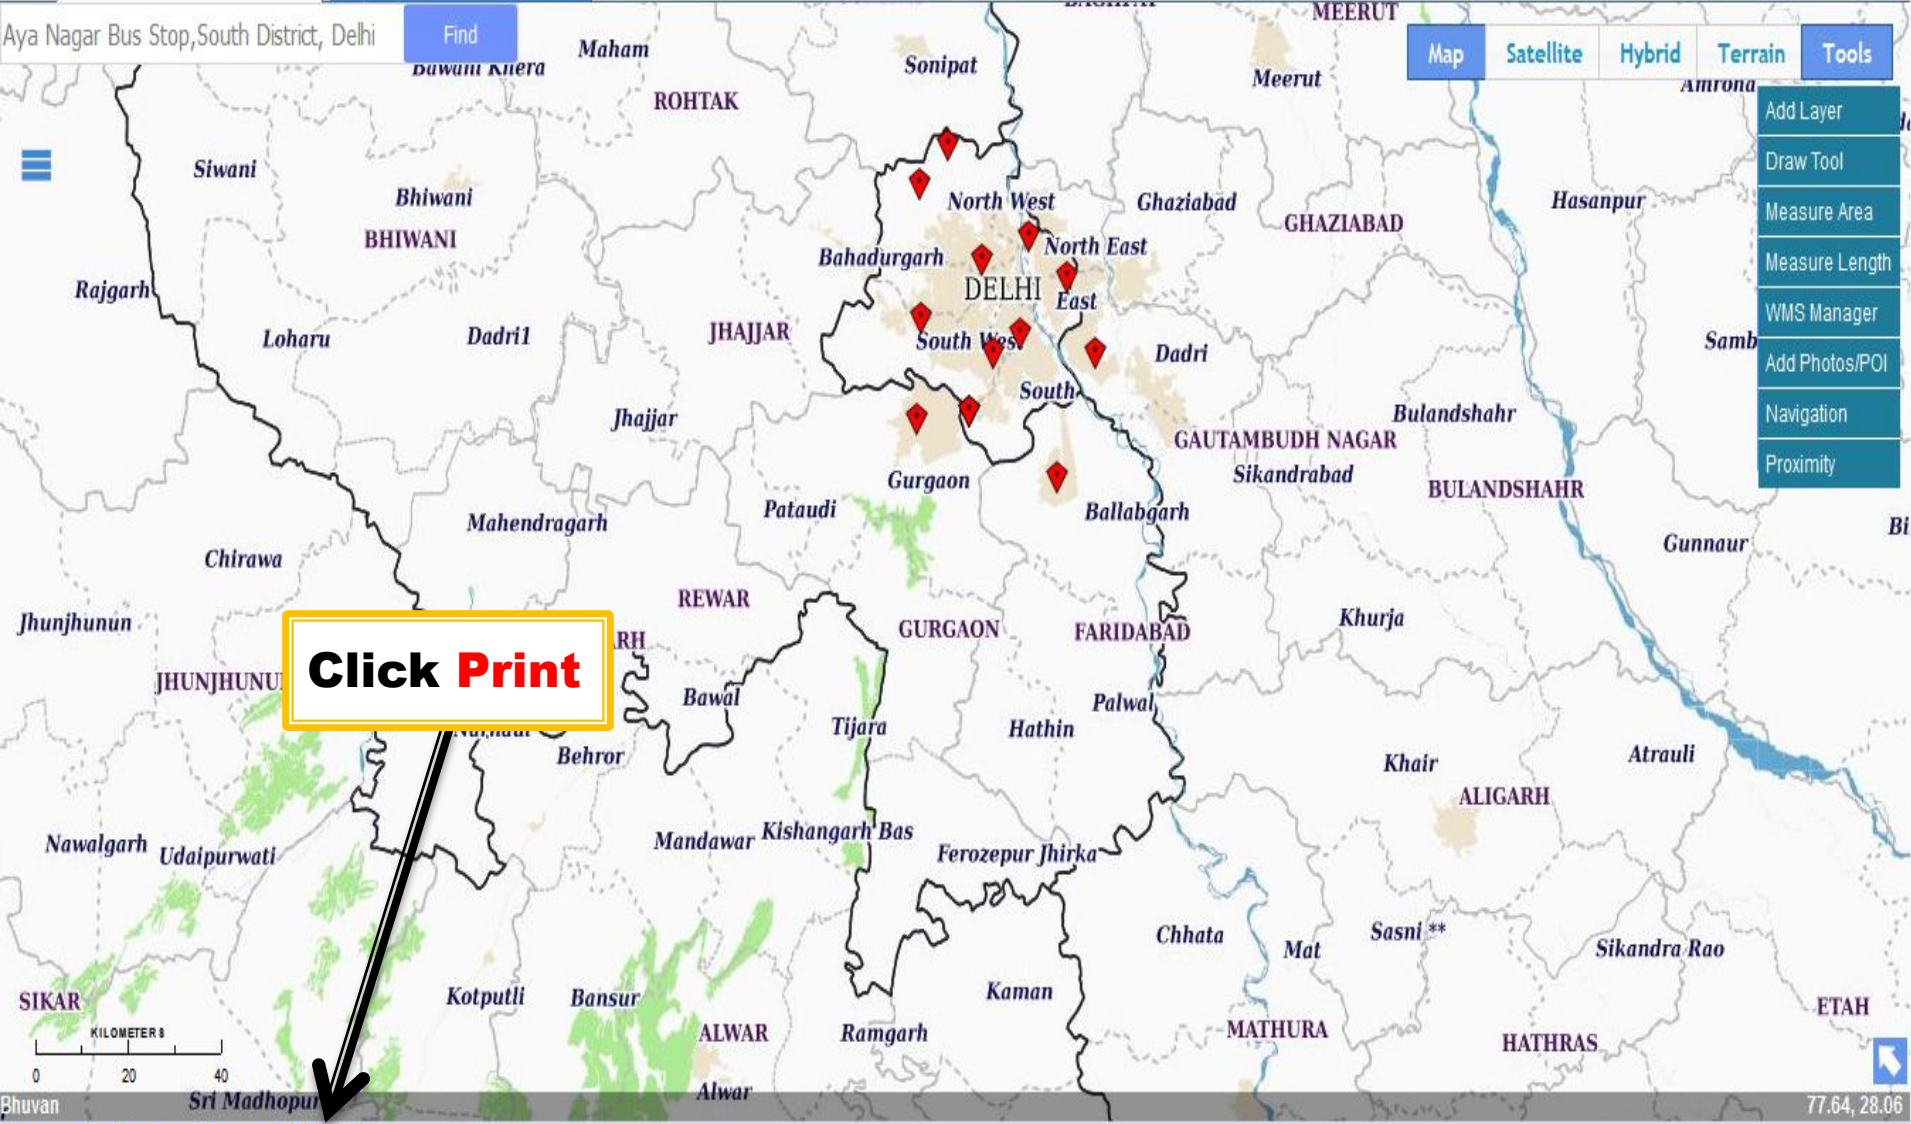 MEERUT
Aya Nagar Bus Stop,South District, Delhi
Find
Map
Satellite
Hybrid
Terrain
Tools
Maham
Bawani Khera
Sonipat
Meerut
Amroha
ROHTAK
Add Layer
Siwani
Draw Tool
Bhiwani
North West
Ghaziabad
Hasanpur
Measure Area
BHIWANI
GHAZIABAD
Bahadurgarh
North East
Measure Length
Rajgarh
DELHI
East
WMS Manager
Loharu
Dadri1
JHAJJAR
South West
Dadri
Samb
Add Photos/POI
South
Jhajjar
Bulandshahr
Navigation
GAUTAMBUDH NAGAR
Gurgaon
Sikandrabad
Proximity
BULANDSHAHR
Mahendragarh
Pataudi
Ballabgarh
Bi
Chirawa
Gunnaur
REWAR
Jhunjhunun
GURGAON
FARIDABAD
Khurja
ARH
Click Print
JHUNJHUNU
Bawal
Palwal
Tijara
Hathin
Narnaul
Behror
Khair
Atrauli
ALIGARH
Nawalgarh
Udaipurwati
Mandawar
Kishangarh Bas
Ferozepur Jhirka
Chhata
Mat
Sasni **
Sikandra Rao
SIKAR
Kotputli
Bansur
Kaman
ETAH
KILOMETERS
ALWAR
Ramgarh
MATHURA
HATHRAS
0 20 40
Alwar
Bhuvan
Sri Madhopur
77.64, 28.06